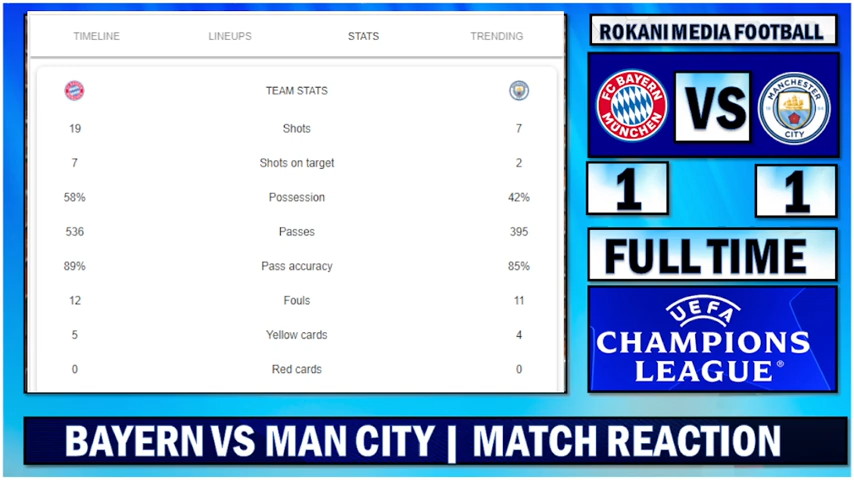 TIMELINE LINEUPS STATS TRENDING
TEAM STATS
19 Shots 7
7 Shots on target 2
58% Possession 42%
536 Passes 395
89% Pass accuracy 85%
12 Fouls 11
5 Yellow cards 4
0 Red cards 0
ROKANI MEDIA FOOTBALL
FC BAYERN
MÜNCHEN
VS
MANCHESTER
CITY
1 1
FULL TIME
UEFA
CHAMPIONS
LEAGUE®
BAYERN VS MAN CITY | MATCH REACTION